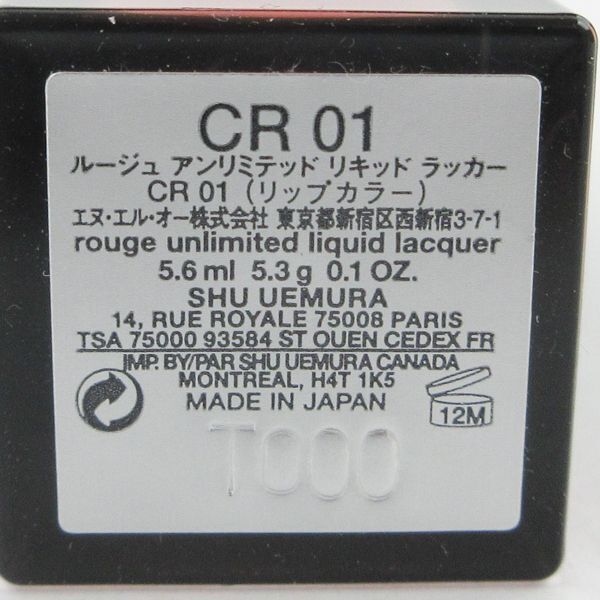 CR 01
ルージュ アンリミテッド リキッド ラッカー
CR 01（リップカラー）
エヌ・エル・オー株式会社 東京都新宿区西新宿3-7-1
rouge unlimited liquid lacquer
5.6 ml 5.3 g 0.1 OZ.
SHU UEMURA
14, RUE ROYALE 75008 PARIS
TSA 75000 93584 ST OUEN CEDEX FR
IMP. BY/PAR SHU UEMURA CANADA
MONTREAL, H4T 1K5
MADE IN JAPAN
12M
T000